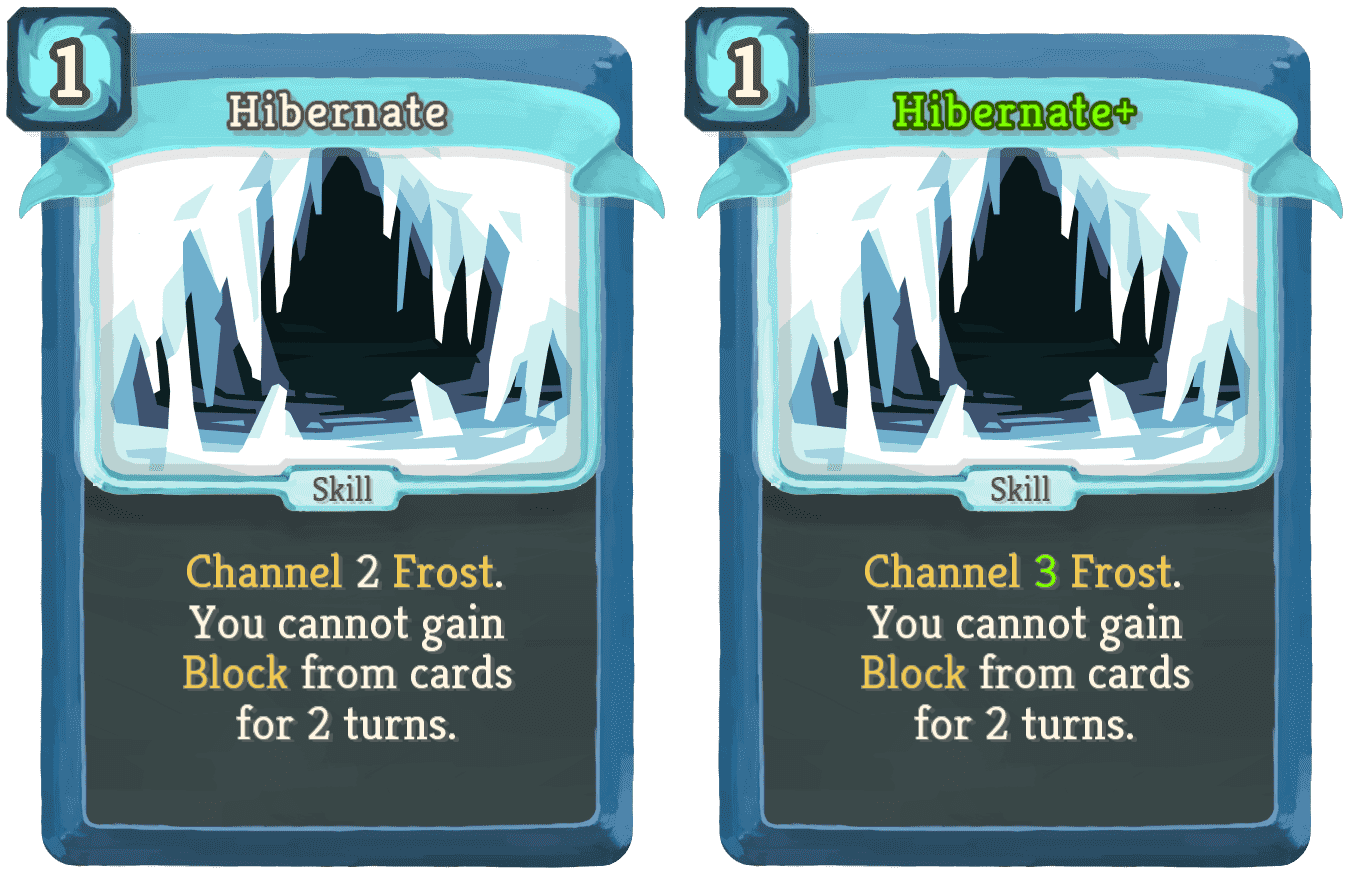 1
Hibernate
Skill
Channel 2 Frost.
You cannot gain
Block from cards
for 2 turns.
1
Hibernate+
Skill
Channel 3 Frost.
You cannot gain
Block from cards
for 2 turns.